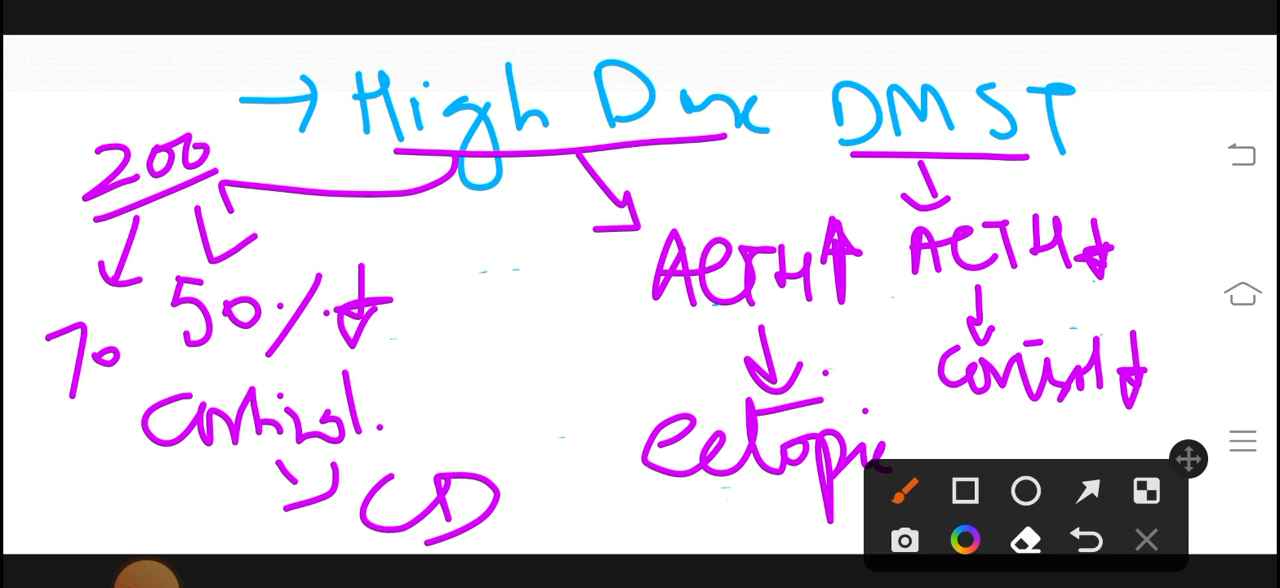 → High Dose DMST
200
ACTH↑ ACTH↓
50%.↓
70
Cortisol↓
Cortisol.
Ectopic
CD